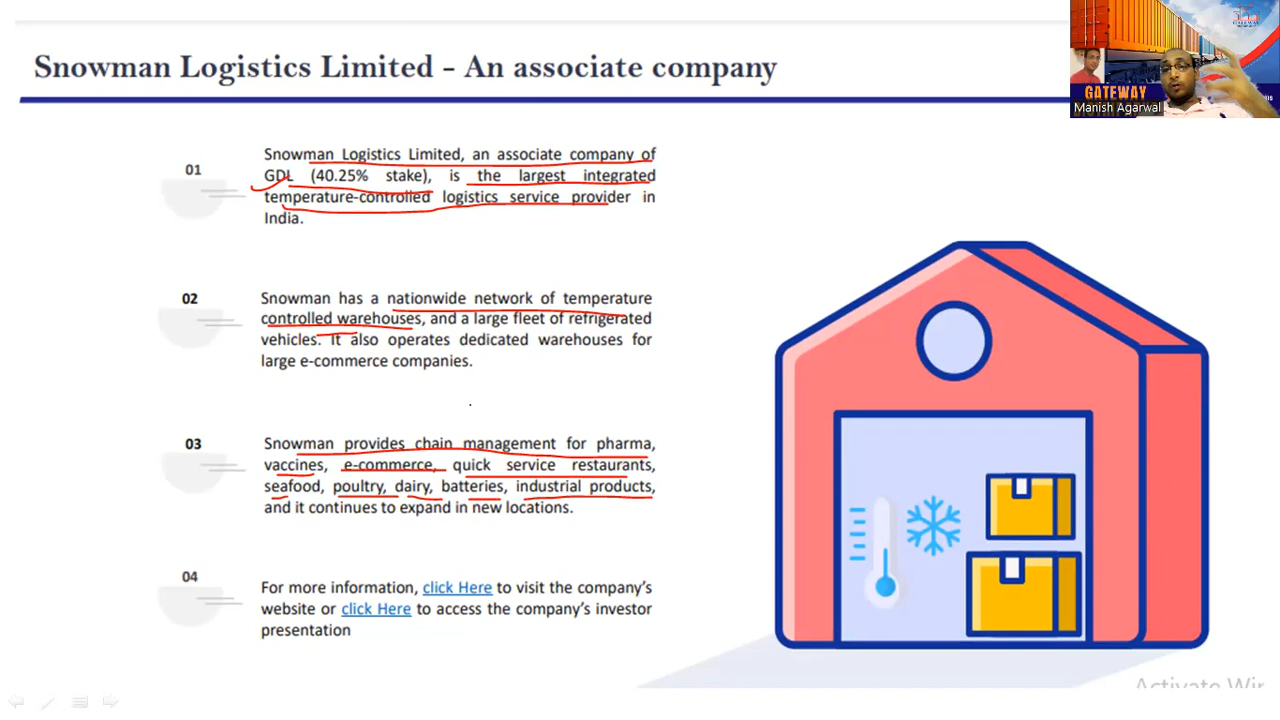 Snowman Logistics Limited - An associate company
GATEWAY
Manish Agarwal
01
Snowman Logistics Limited, an associate company of
GDL (40.25% stake), is the largest integrated
temperature-controlled logistics service provider in
India.
02
Snowman has a nationwide network of temperature
controlled warehouses, and a large fleet of refrigerated
vehicles. It also operates dedicated warehouses for
large e-commerce companies.
03
Snowman provides chain management for pharma,
vaccines, e-commerce, quick service restaurants,
seafood, poultry, dairy, batteries, industrial products,
and it continues to expand in new locations.
04
For more information, click Here to visit the company's
website or click Here to access the company's investor
presentation
Activate Wir